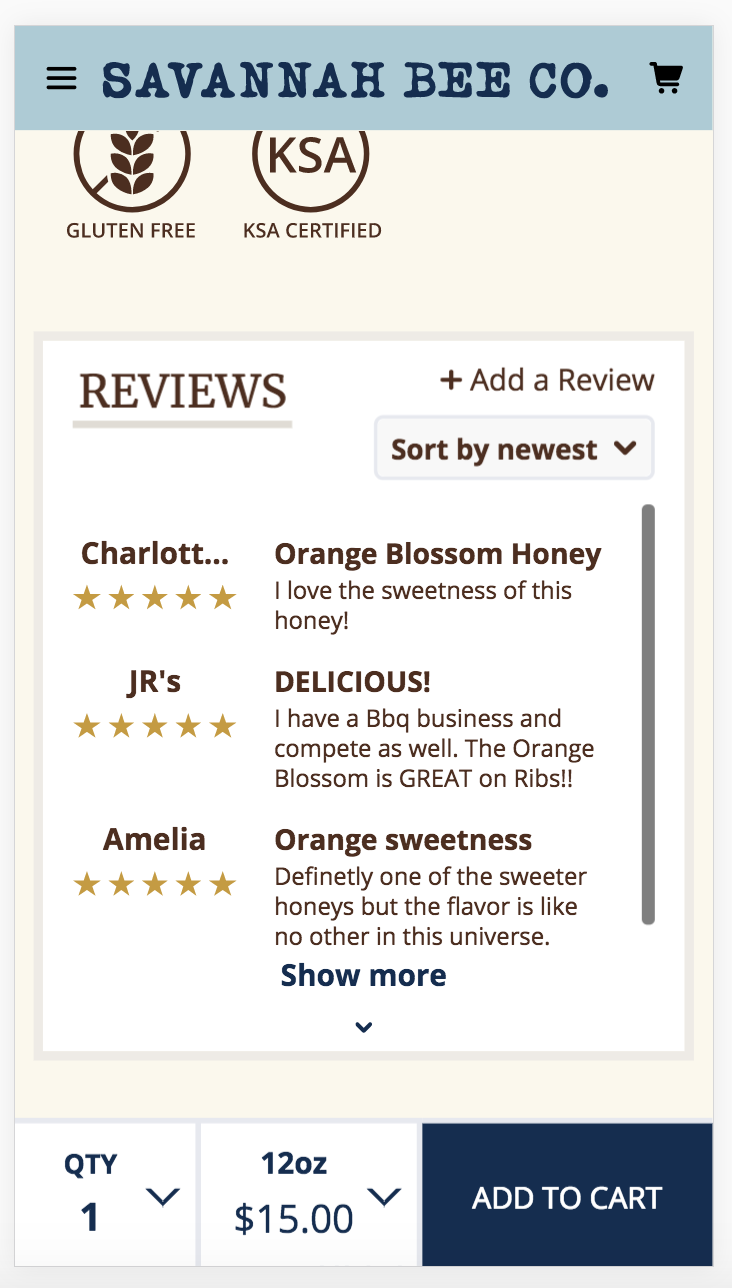 SAVANNAH BEE CO.
KSA
GLUTEN FREE
KSA CERTIFIED
REVIEWS
+ Add a Review
Sort by newest
Charlott...
Orange Blossom Honey
I love the sweetness of this
honey!
JR's
DELICIOUS!
I have a Bbq business and
compete as well. The Orange
Blossom is GREAT on Ribs!!
Amelia
Orange sweetness
Definetly one of the sweeter
honeys but the flavor is like
no other in this universe.
Show more
QTY
1
12oz
$15.00
ADD TO CART